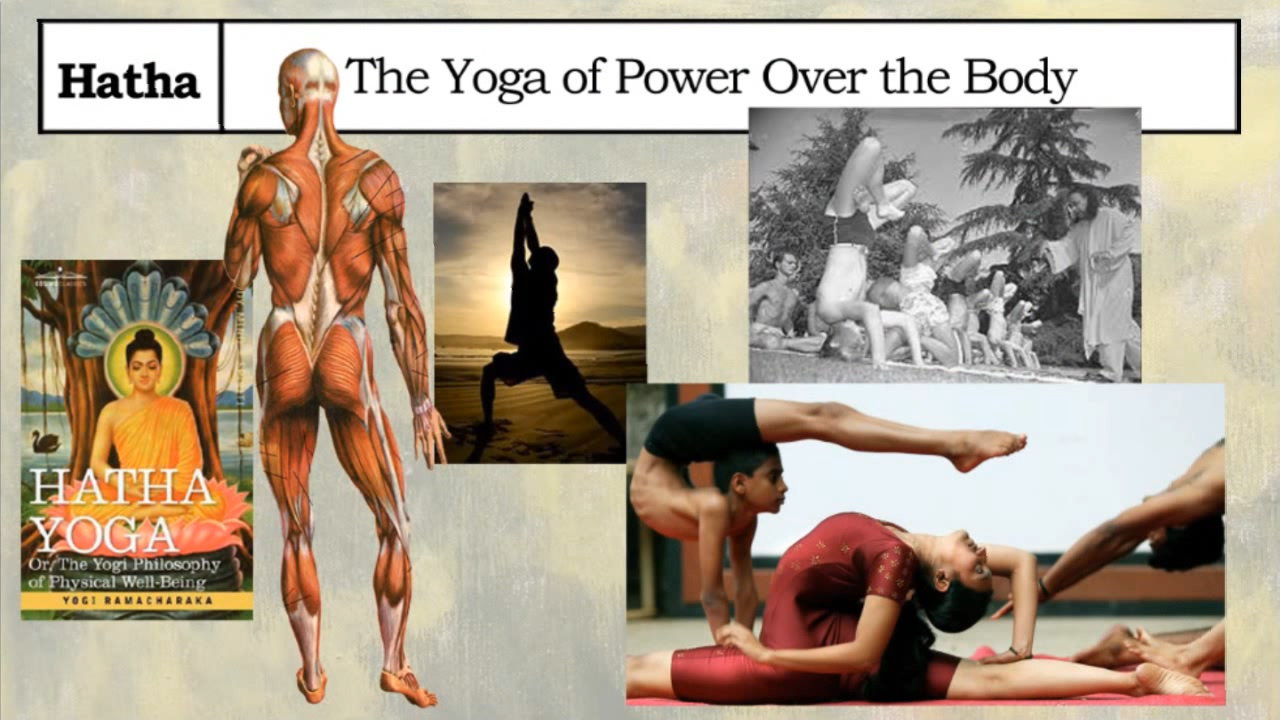 Hatha
The Yoga of Power Over the Body
HATHA
YOGA
Or, The Yogi Philosophy
of Physical Well-Being
YOGI RAMACHARAKA